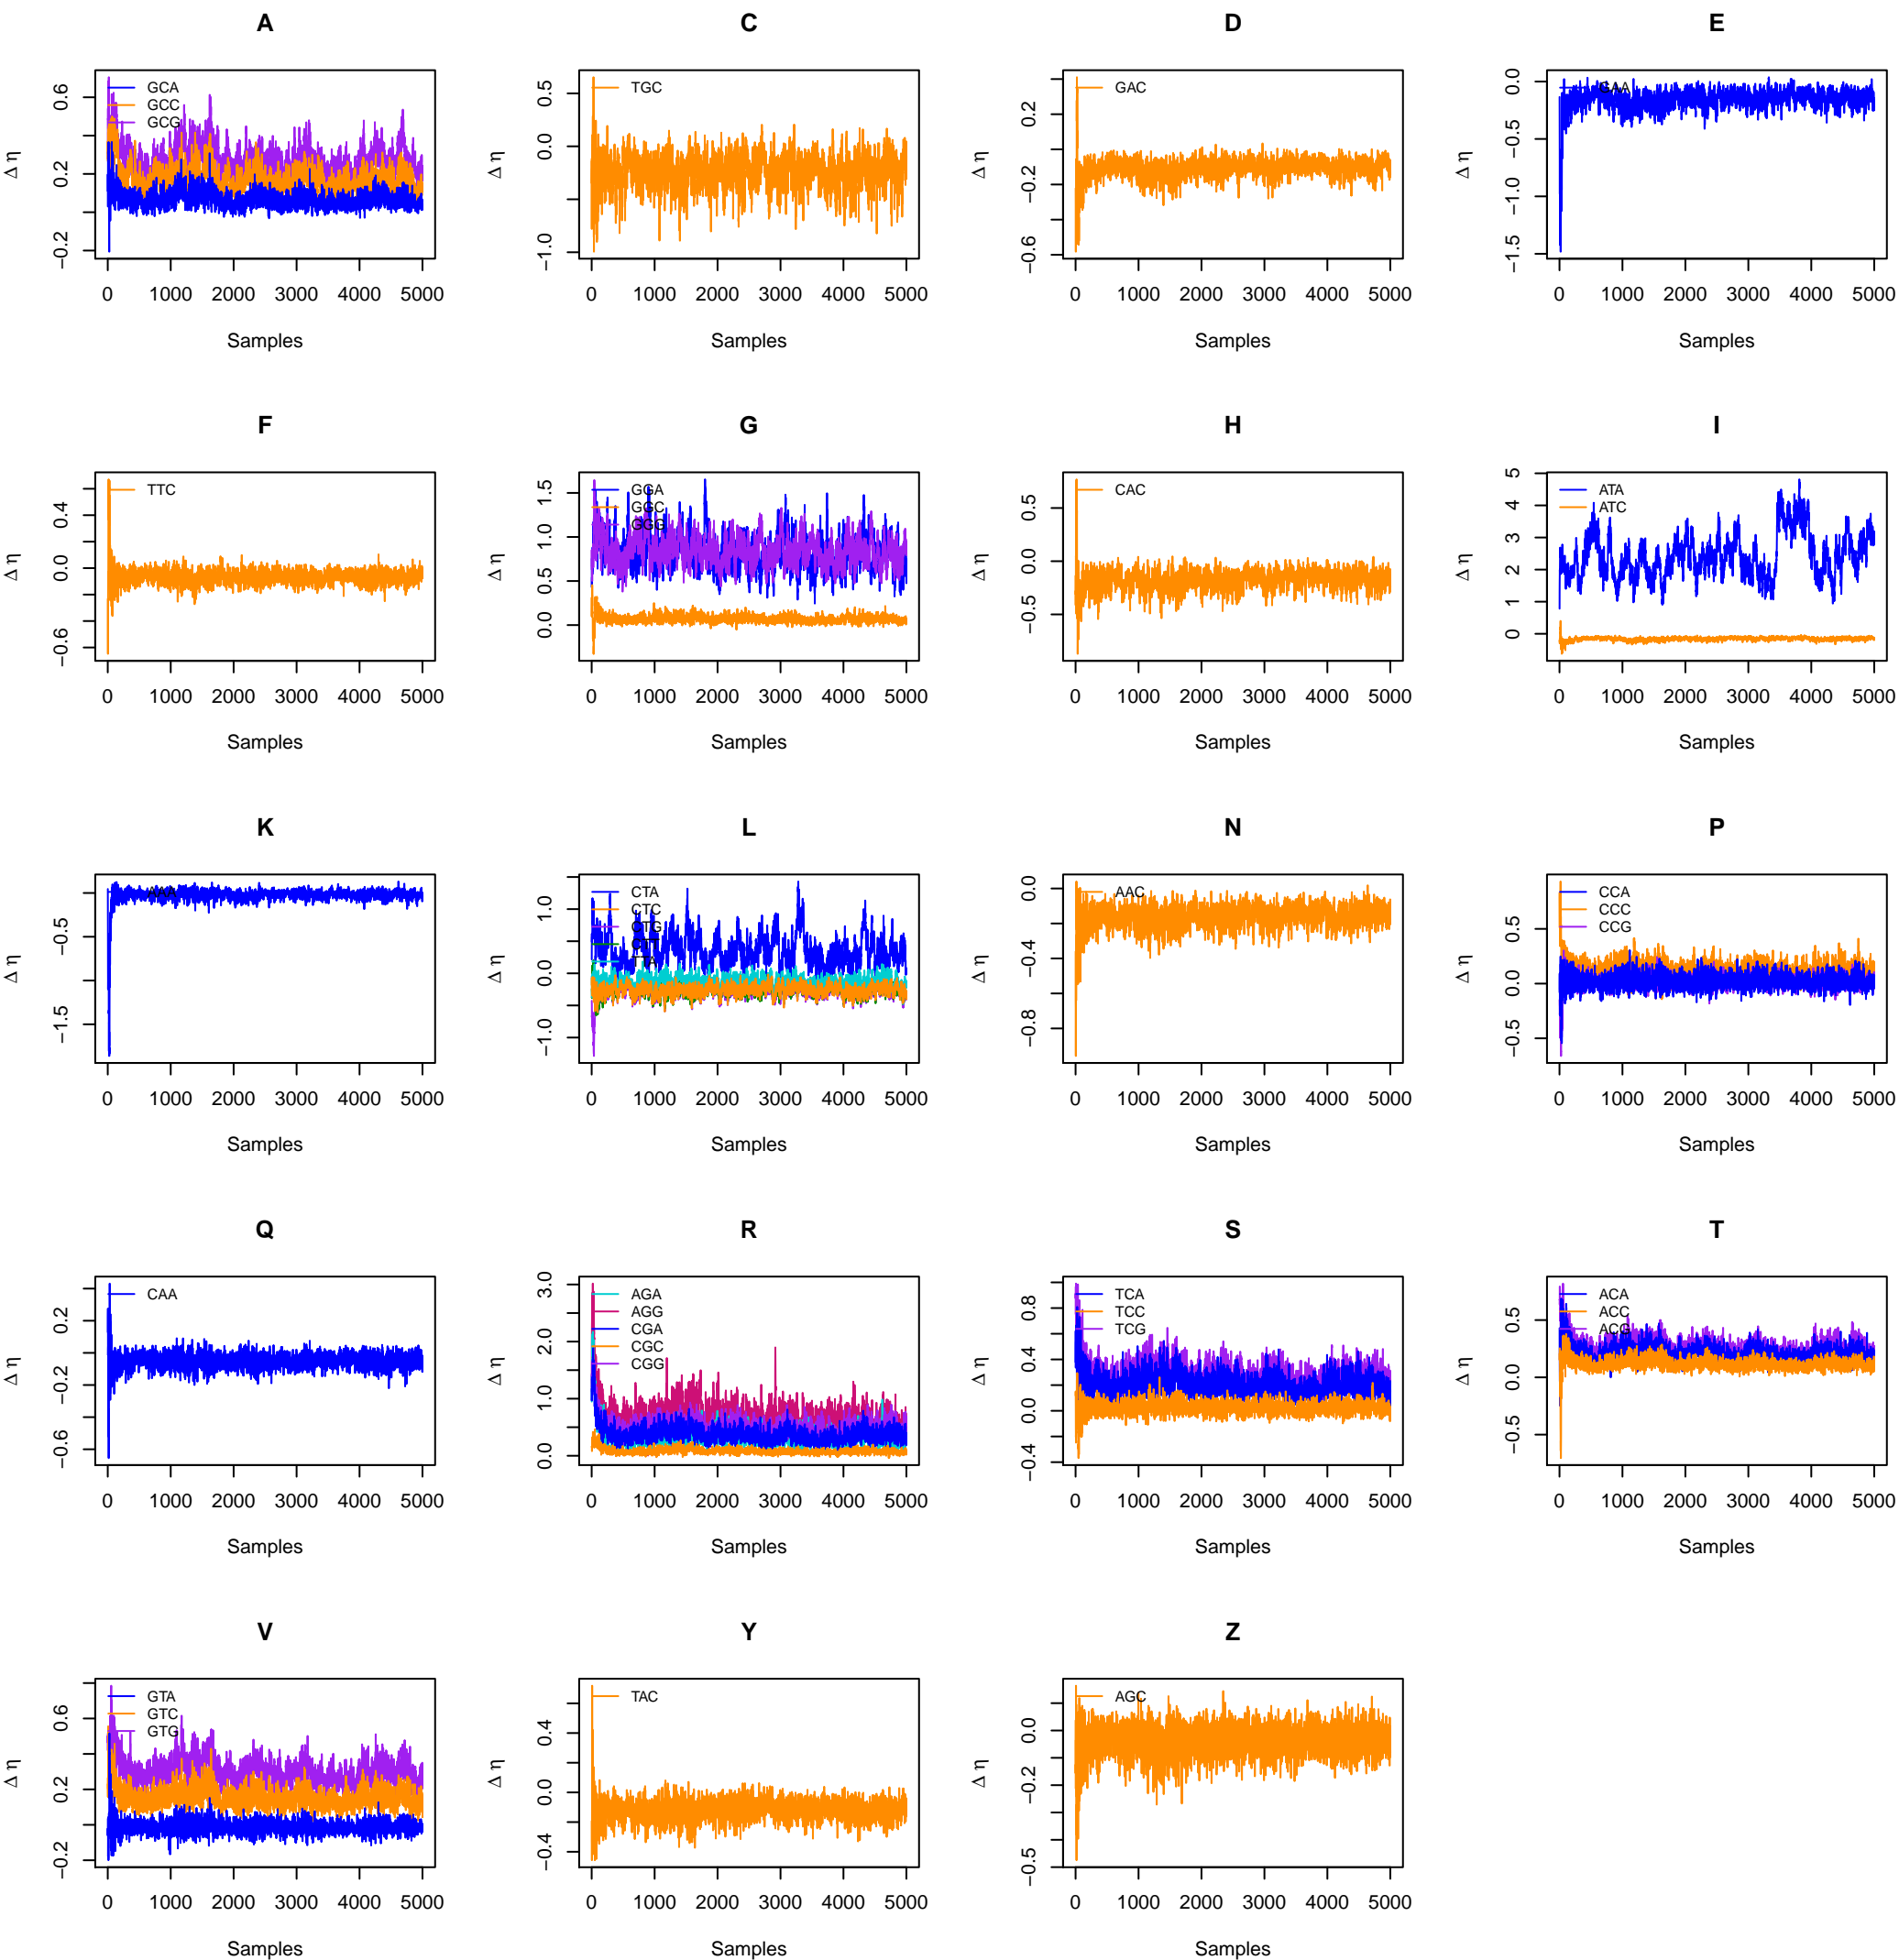 A
Δ η
−0.2 0.2 0.6
GCA
GCC
GCG
0 1000 2000 3000 4000 5000
Samples
C
Δ η
−1.0 0.0 0.5
TGC
0 1000 2000 3000 4000 5000
Samples
D
Δ η
−0.6 −0.2 0.2
GAC
0 1000 2000 3000 4000 5000
Samples
E
Δ η
−1.5 −1.0 −0.5 0.0
GAA
0 1000 2000 3000 4000 5000
Samples
F
Δ η
−0.6 0.0 0.4
TTC
0 1000 2000 3000 4000 5000
Samples
G
Δ η
0.0 0.5 1.0 1.5
GGA
GGC
GGG
0 1000 2000 3000 4000 5000
Samples
H
Δ η
−0.5 0.0 0.5
CAC
0 1000 2000 3000 4000 5000
Samples
I
Δ η
0 1 2 3 4 5
ATA
ATC
0 1000 2000 3000 4000 5000
Samples
K
Δ η
−1.5 −0.5
AAA
0 1000 2000 3000 4000 5000
Samples
L
Δ η
−1.0 0.0 1.0
CTA
CTC
CTG
CTT
TTA
0 1000 2000 3000 4000 5000
Samples
N
Δ η
−0.8 −0.4 0.0
AAC
0 1000 2000 3000 4000 5000
Samples
P
Δ η
−0.5 0.0 0.5
CCA
CCC
CCG
0 1000 2000 3000 4000 5000
Samples
Q
Δ η
−0.6 −0.2 0.2
CAA
0 1000 2000 3000 4000 5000
Samples
R
Δ η
0.0 1.0 2.0 3.0
AGA
AGG
CGA
CGC
CGG
0 1000 2000 3000 4000 5000
Samples
S
Δ η
−0.4 0.0 0.4 0.8
TCA
TCC
TCG
0 1000 2000 3000 4000 5000
Samples
T
Δ η
−0.5 0.0 0.5
ACA
ACC
ACG
0 1000 2000 3000 4000 5000
Samples
V
Δ η
−0.2 0.2 0.6
GTA
GTC
GTG
0 1000 2000 3000 4000 5000
Samples
Y
Δ η
−0.4 0.0 0.4
TAC
0 1000 2000 3000 4000 5000
Samples
Z
Δ η
−0.5 −0.2 0.0
AGC
0 1000 2000 3000 4000 5000
Samples